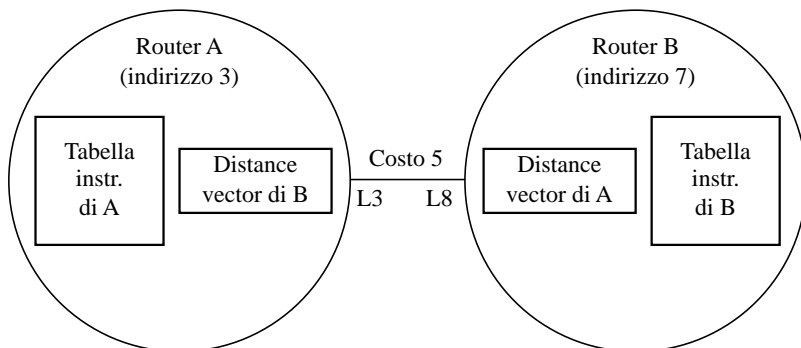 Router A
(indirizzo 3)
Router B
(indirizzo 7)
Tabella
instr.
di A
Distance
vector di B
Costo 5
L3
L8
Distance
vector di A
Tabella
instr.
di B